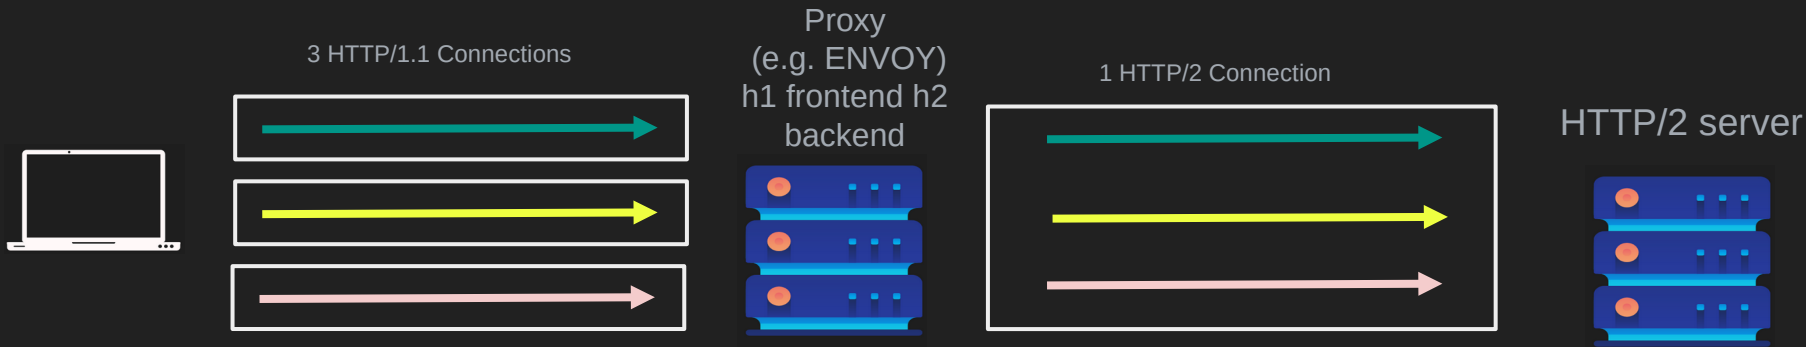 3 HTTP/1.1 Connections
Proxy
(e.g. ENVOY)
h1 frontend h2
backend
1 HTTP/2 Connection
HTTP/2 server